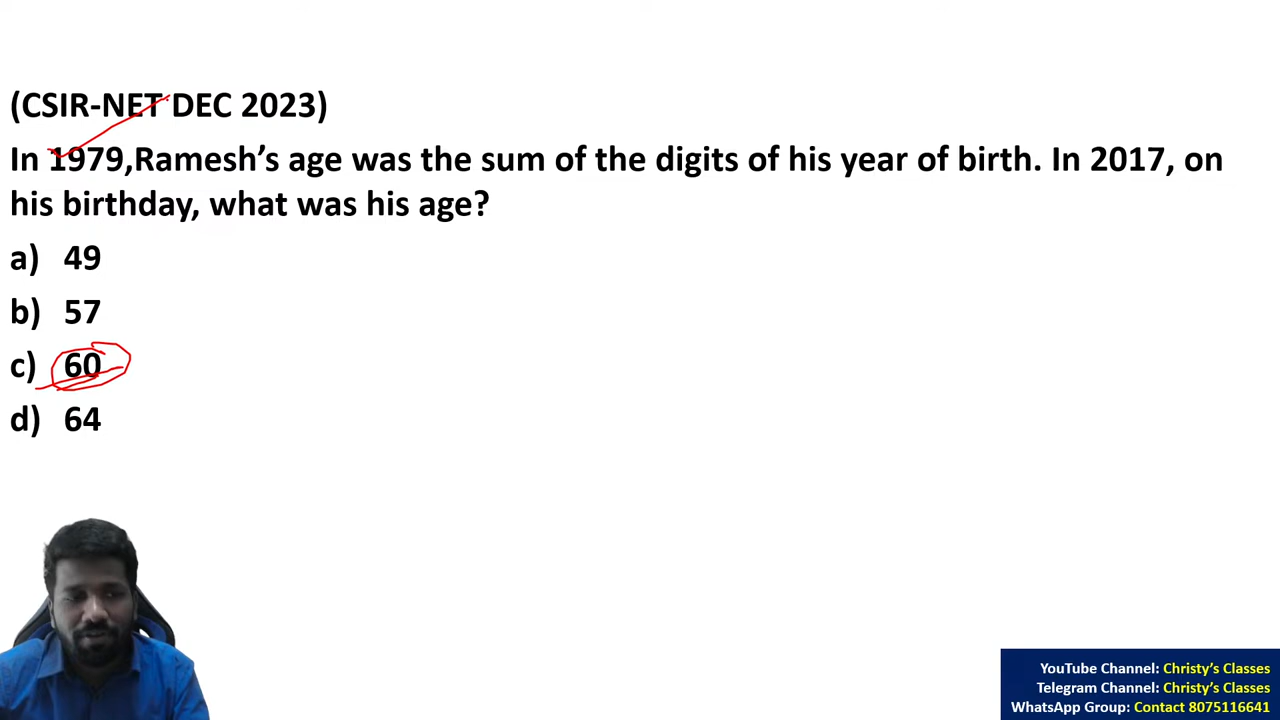 (CSIR-NET DEC 2023)
In 1979,Ramesh’s age was the sum of the digits of his year of birth. In 2017, on
his birthday, what was his age?
a) 49
b) 57
c) 60
d) 64
YouTube Channel: Christy’s Classes
Telegram Channel: Christy’s Classes
WhatsApp Group: Contact 8075116641